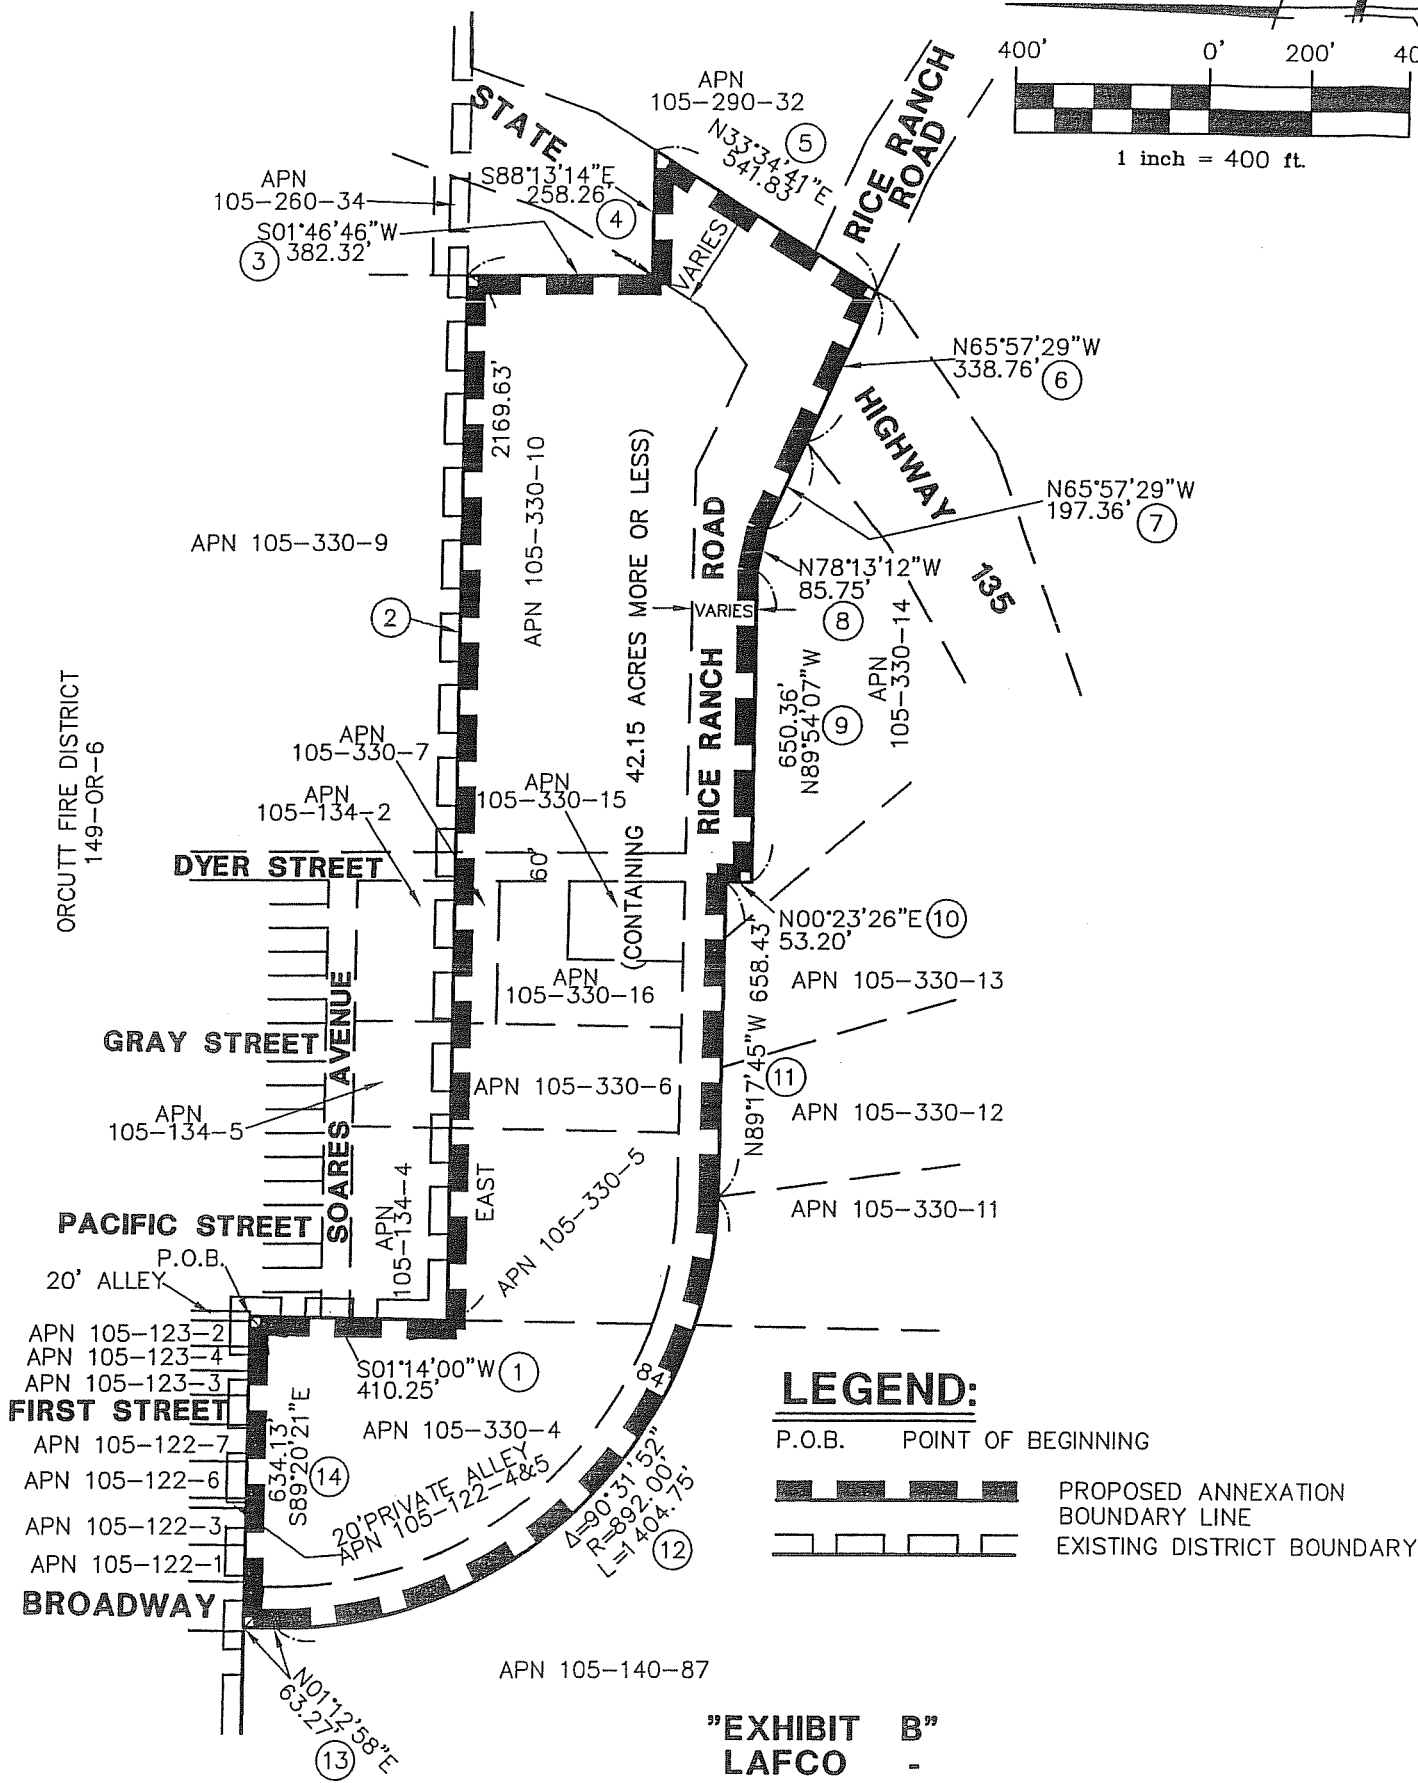 400' 0' 200' 40
1 inch = 400 ft.
APN
105-290-32
N33°34'41"E
541.83'
5
RICE RANCH
ROAD
STATE
APN
105-260-34
S88°13'14"E
258.26'
4
S01°46'46"W
382.32'
3
VARIES
N65°57'29"W
338.76'
6
HIGHWAY
135
N65°57'29"W
197.36'
7
2169.63'
APN 105-330-10
APN 105-330-9
2
N78°13'12"W
85.75'
8
VARIES
RICE RANCH ROAD
(CONTAINING 42.15 ACRES MORE OR LESS)
650.36'
N89°54'07"W
9
APN
105-330-14
ORCUTT FIRE DISTRICT
149-OR-6
APN
105-330-7
APN
105-134-2
APN
105-330-15
DYER STREET
60'
N00°23'26"E
53.20'
10
APN
105-330-16
APN 105-330-13
SOARES AVENUE
GRAY STREET
N89°17'45"W 658.43'
11
APN 105-330-6
APN
105-134-5
APN 105-330-12
APN
105-134-4
EAST
APN 105-330-5
APN 105-330-11
PACIFIC STREET
P.O.B.
20' ALLEY
APN 105-123-2
APN 105-123-4
APN 105-123-3
FIRST STREET
APN 105-122-7
APN 105-122-6
APN 105-122-3
APN 105-122-1
BROADWAY
S01°14'00"W
410.25'
1
84'
634.13'
S89°20'21"E
14
APN 105-330-4
20'PRIVATE ALLEY
APN 105-122-4&5
Δ=90°31'52"
R=892.00'
L=1404.75'
12
N01°12'58"E
63.27'
13
APN 105-140-87
LEGEND:
P.O.B. POINT OF BEGINNING
PROPOSED ANNEXATION
BOUNDARY LINE
EXISTING DISTRICT BOUNDARY
"EXHIBIT B"
LAFCO -